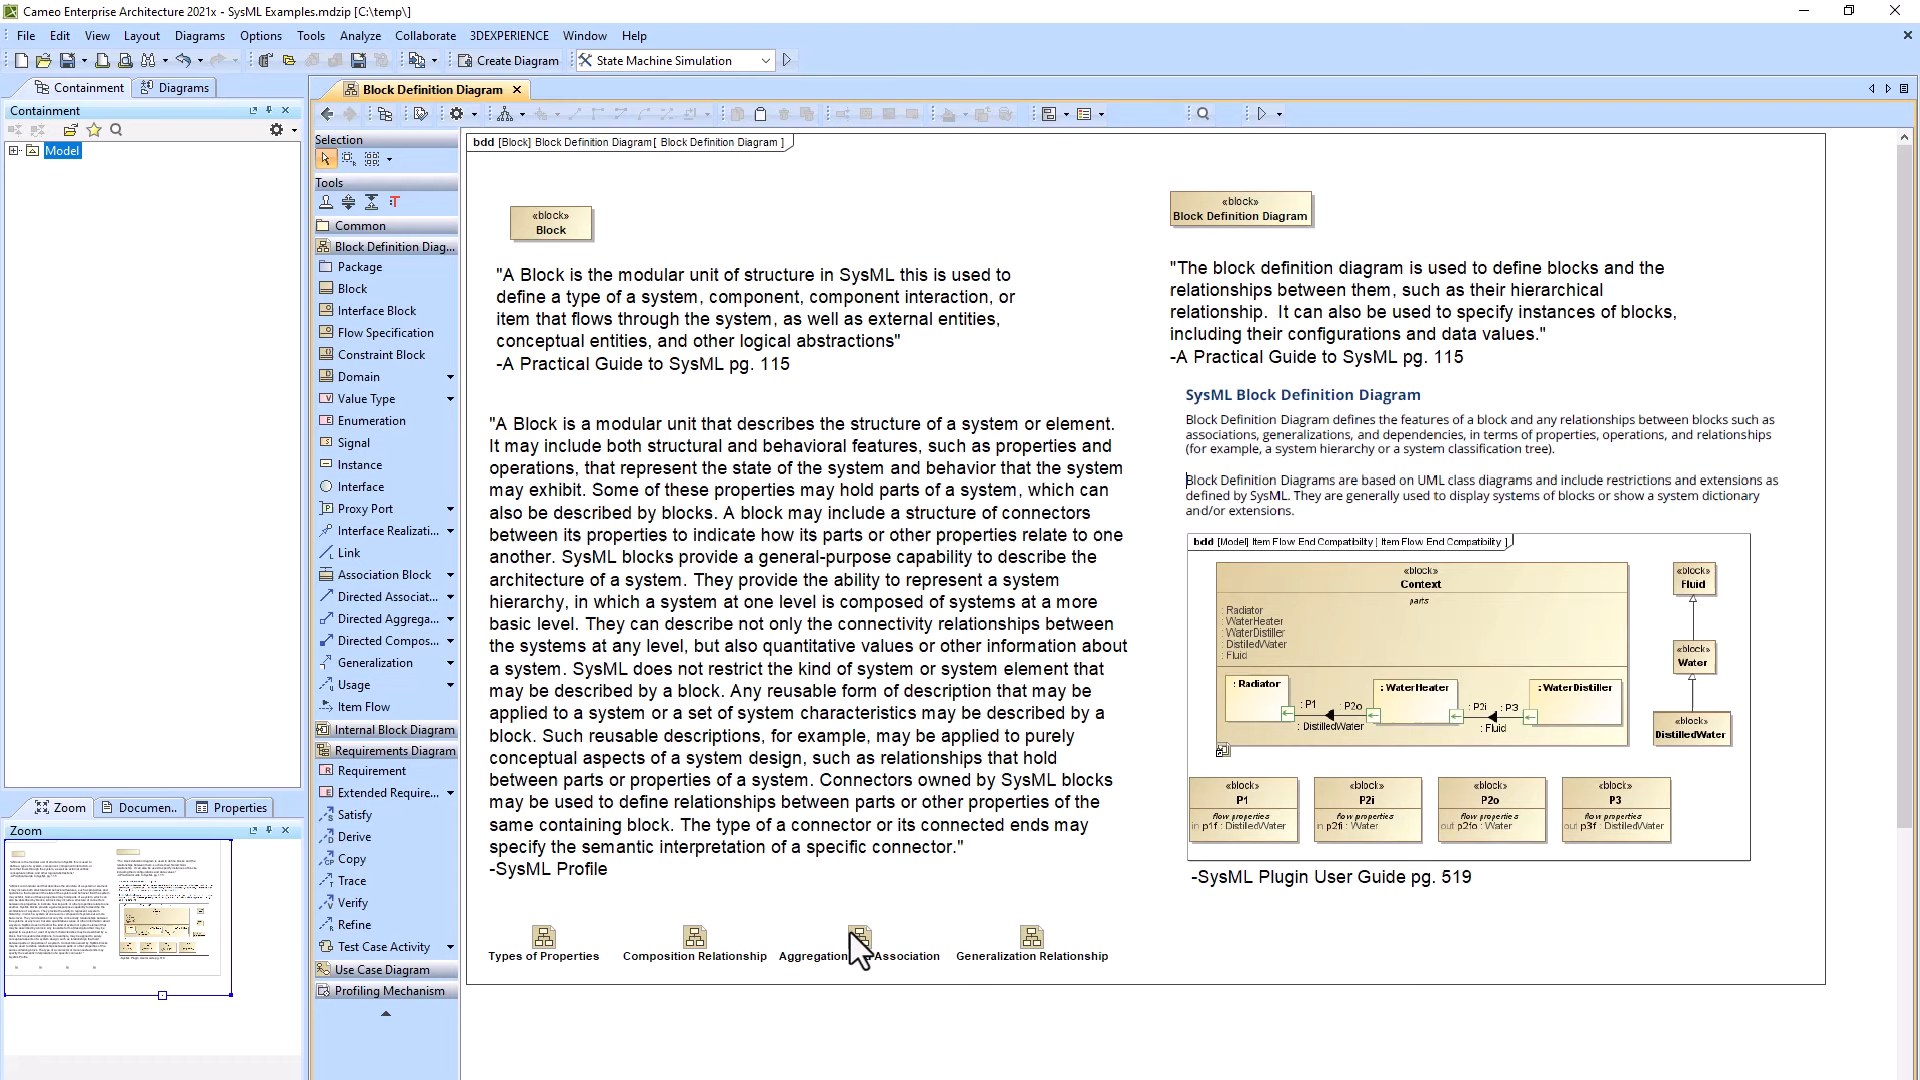 Cameo Enterprise Architecture 2021x - SysML Examples.mdzip [C:\temp\]
File Edit View Layout Diagrams Options Tools Analyze Collaborate 3DEXPERIENCE Window Help
Create Diagram
State Machine Simulation
Containment
Diagrams
Containment
Model
Block Definition Diagram
Selection
Tools
Common
Block Definition Diag...
Package
Block
Interface Block
Flow Specification
Constraint Block
Domain
Value Type
Enumeration
Signal
Instance
Interface
Proxy Port
Interface Realizati...
Link
Association Block
Directed Associat...
Directed Aggrega...
Directed Compos...
Generalization
Usage
Item Flow
Internal Block Diagram
Requirements Diagram
Requirement
Extended Require...
Satisfy
Derive
Copy
Trace
Verify
Refine
Test Case Activity
Use Case Diagram
Profiling Mechanism
Zoom
Documen..
Properties
Zoom
bdd [Block] Block Definition Diagram[ Block Definition Diagram ]
«block»
Block
"A Block is the modular unit of structure in SysML this is used to
define a type of a system, component, component interaction, or
item that flows through the system, as well as external entities,
conceptual entities, and other logical abstractions"
-A Practical Guide to SysML pg. 115
"A Block is a modular unit that describes the structure of a system or element.
It may include both structural and behavioral features, such as properties and
operations, that represent the state of the system and behavior that the system
may exhibit. Some of these properties may hold parts of a system, which can
also be described by blocks. A block may include a structure of connectors
between its properties to indicate how its parts or other properties relate to one
another. SysML blocks provide a general-purpose capability to describe the
architecture of a system. They provide the ability to represent a system
hierarchy, in which a system at one level is composed of systems at a more
basic level. They can describe not only the connectivity relationships between
the systems at any level, but also quantitative values or other information about
a system. SysML does not restrict the kind of system or system element that
may be described by a block. Any reusable form of description that may be
applied to a system or a set of system characteristics may be described by a
block. Such reusable descriptions, for example, may be applied to purely
conceptual aspects of a system design, such as relationships that hold
between parts or properties of a system. Connectors owned by SysML blocks
may be used to define relationships between parts or other properties of the
same containing block. The type of a connector or its connected ends may
specify the semantic interpretation of a specific connector."
-SysML Profile
Types of Properties
Composition Relationship
Aggregation Association
Generalization Relationship
«block»
Block Definition Diagram
"The block definition diagram is used to define blocks and the
relationships between them, such as their hierarchical
relationship. It can also be used to specify instances of blocks,
including their configurations and data values."
-A Practical Guide to SysML pg. 115
SysML Block Definition Diagram
Block Definition Diagram defines the features of a block and any relationships between blocks such as
associations, generalizations, and dependencies, in terms of properties, operations, and relationships
(for example, a system hierarchy or a system classification tree).
Block Definition Diagrams are based on UML class diagrams and include restrictions and extensions as
defined by SysML. They are generally used to display systems of blocks or show a system dictionary
and/or extensions.
bdd [Model] Item Flow End Compatibility [ Item Flow End Compatibility ]
«block»
Context
parts
: Radiator
: WaterHeater
: WaterDistiller
: DistilledWater
: Fluid
: Radiator
: P1
: P2o
: DistilledWater
: WaterHeater
: P2i
: P3
: Fluid
: WaterDistiller
«block»
Fluid
«block»
Water
«block»
DistilledWater
«block»
P1
flow properties
in p1f : DistilledWater
«block»
P2i
flow properties
in p2fi : Water
«block»
P2o
flow properties
out p2fo : Water
«block»
P3
flow properties
out p3f : DistilledWater
-SysML Plugin User Guide pg. 519